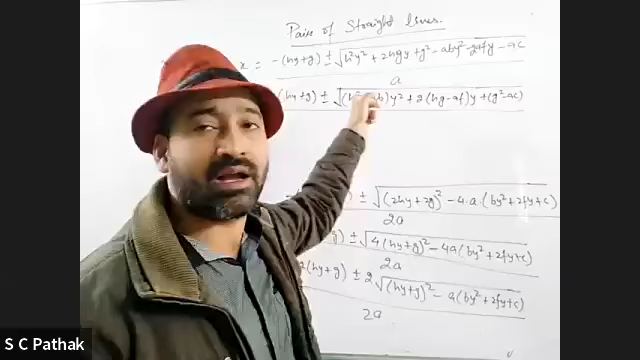 Pair of Straight lines.
x = -(hy+g) ± √h²y² + 2hgy + g² - aby² - 2afy - ac
a
(hy+g) ± √(h²-ab)y² + 2(hg-af)y + (g²-ac)
± √(2hy+2g)² - 4.a.(by²+2fy+c)
2a
) ± √4(hy+g)² - 4a(by²+2fy+c)
2a
(hy+g) ± 2√(hy+g)² - a(by²+2fy+c)
2a
S C Pathak